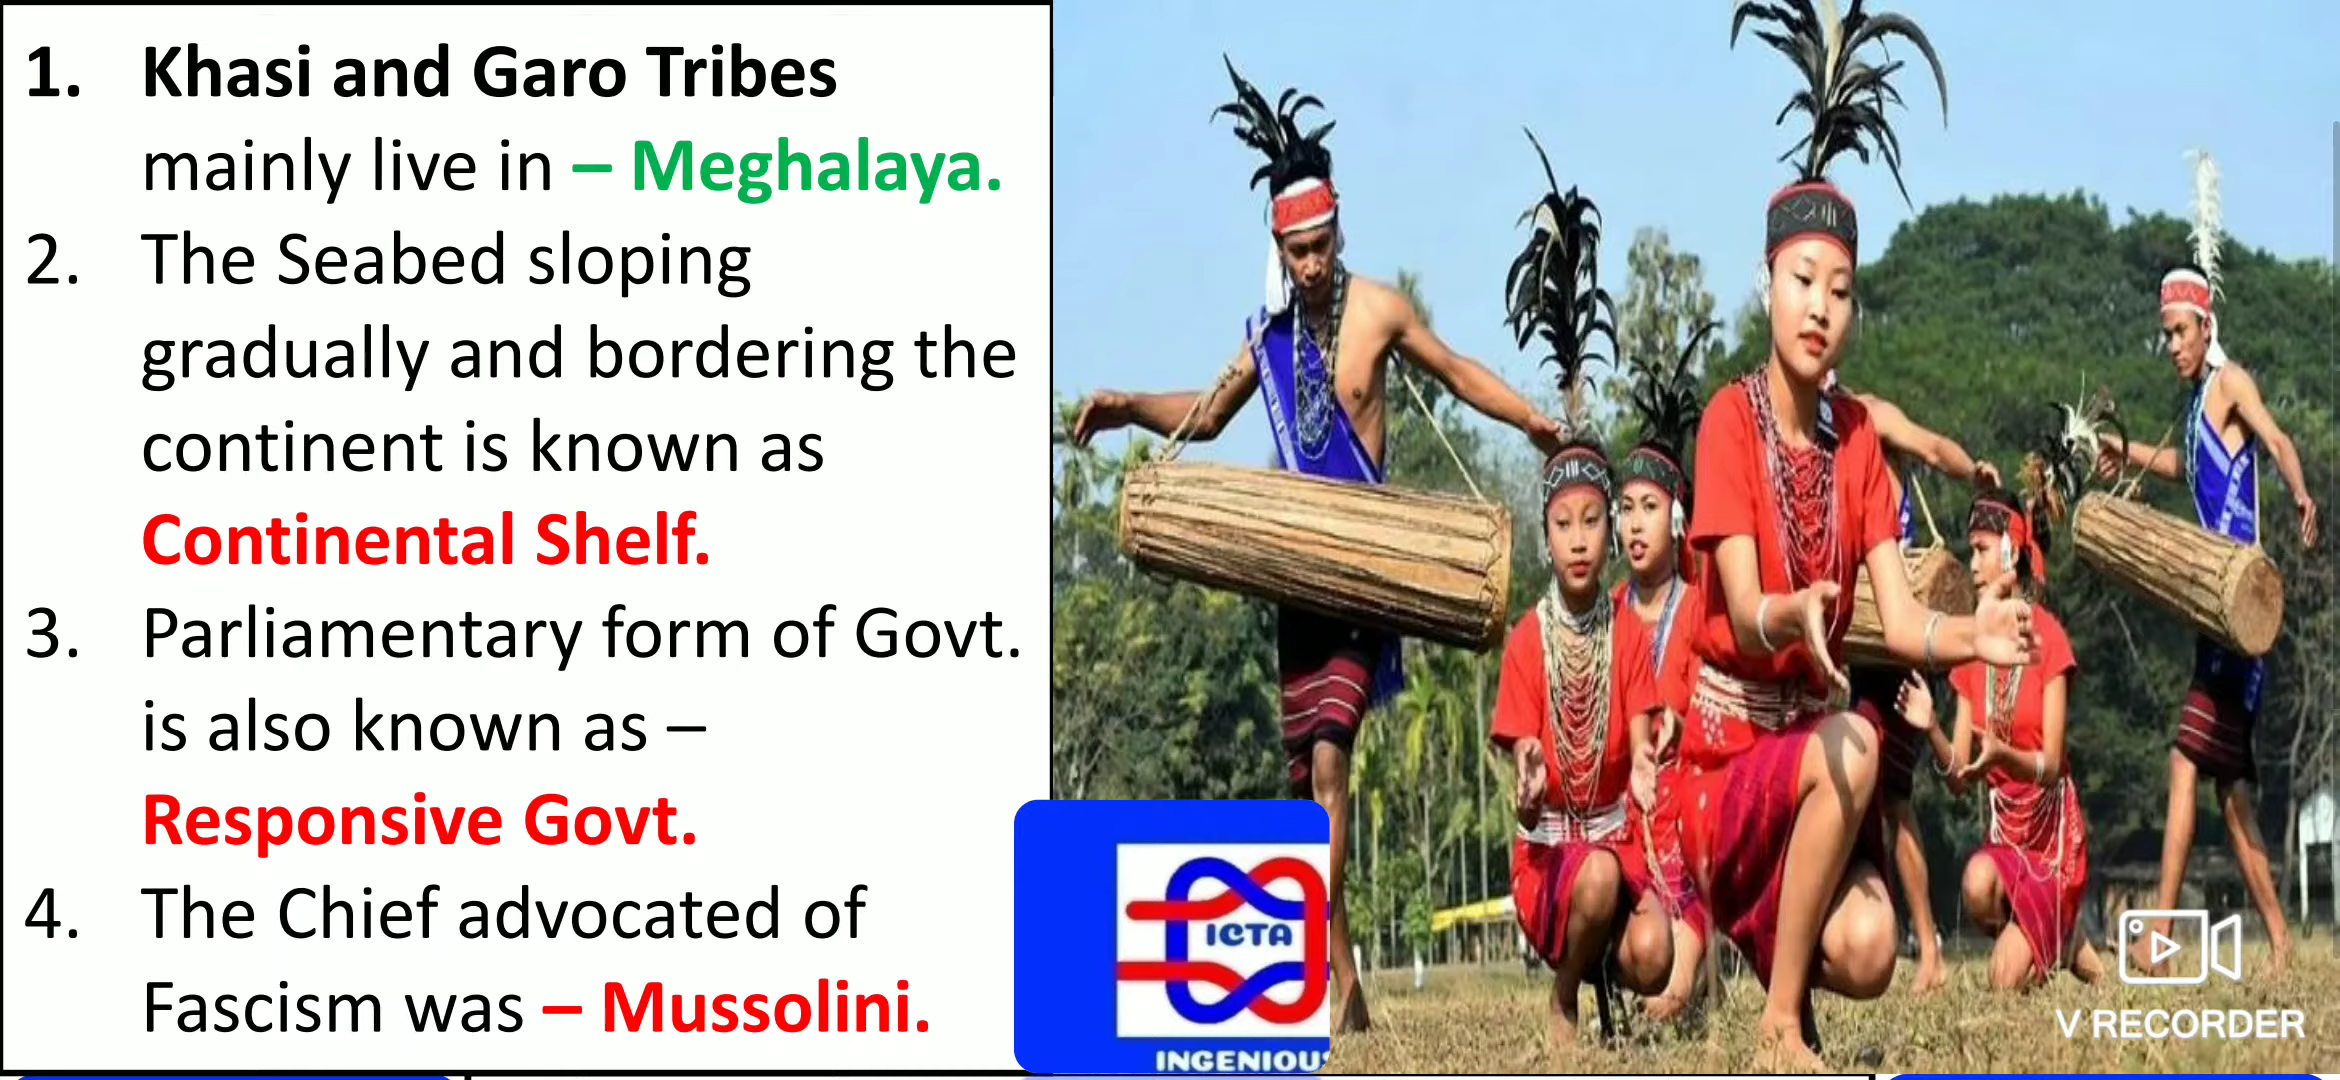 1. Khasi and Garo Tribes
mainly live in – Meghalaya.
2. The Seabed sloping
gradually and bordering the
continent is known as
Continental Shelf.
3. Parliamentary form of Govt.
is also known as –
Responsive Govt.
4. The Chief advocated of
Fascism was – Mussolini.
ICTA
INGENIOUS
V RECORDER